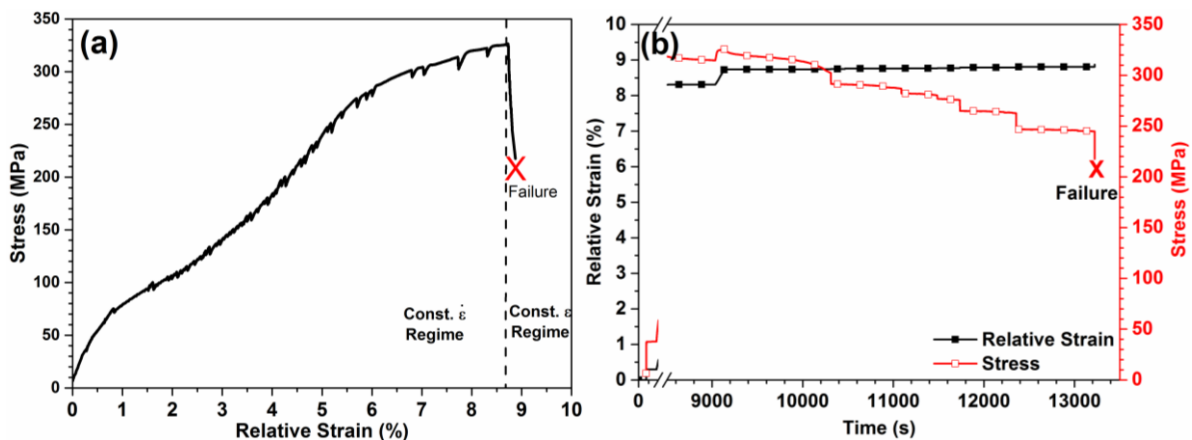 (a)
350
300
250
200
150
100
50
0
Stress (MPa)
Failure
Const. ε̇
Regime
Const. ε
Regime
0 1 2 3 4 5 6 7 8 9 10
Relative Strain (%)
(b)
10
9
8
7
6
5
4
3
2
1
0
Relative Strain (%)
350
300
250
200
150
100
50
0
Stress (MPa)
Failure
Relative Strain
Stress
0 9000 10000 11000 12000 13000
Time (s)